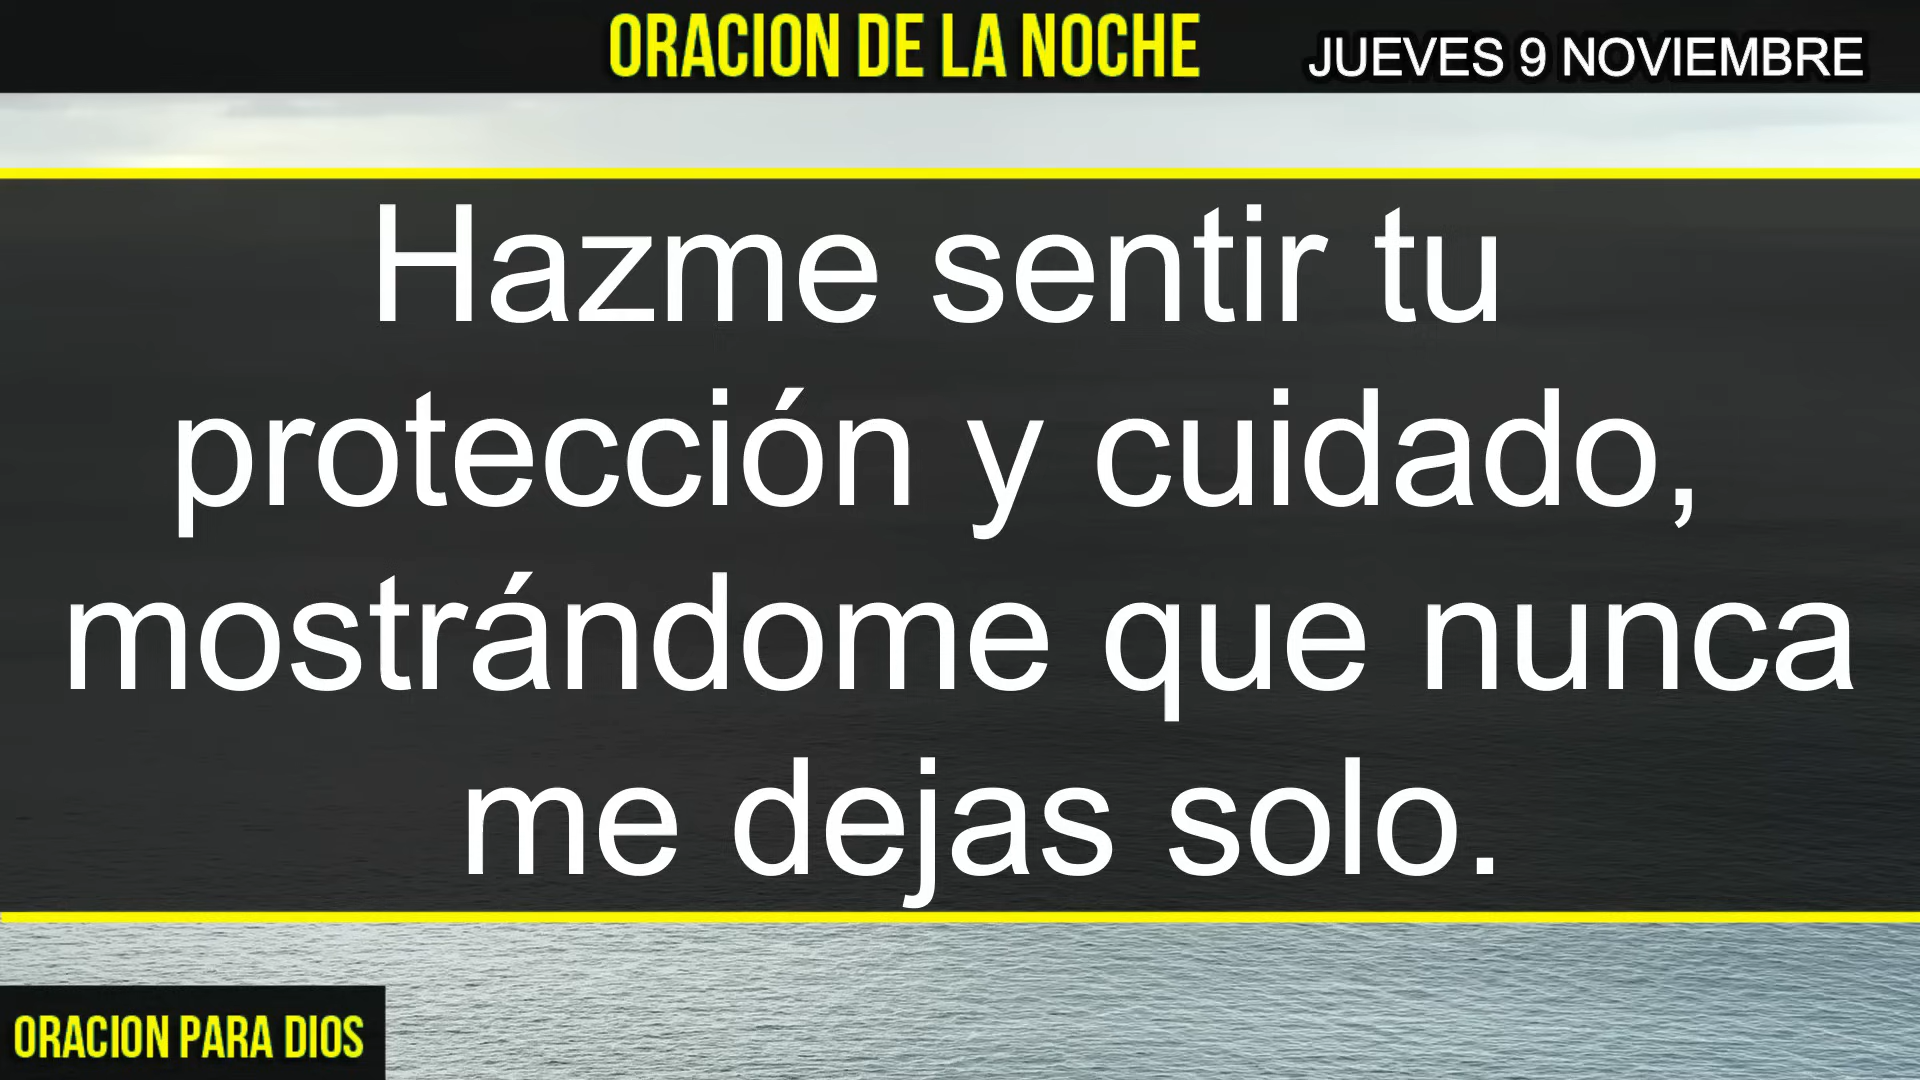 ORACION DE LA NOCHE
JUEVES 9 NOVIEMBRE
Hazme sentir tu
protección y cuidado,
mostrándome que nunca
me dejas solo.
ORACION PARA DIOS